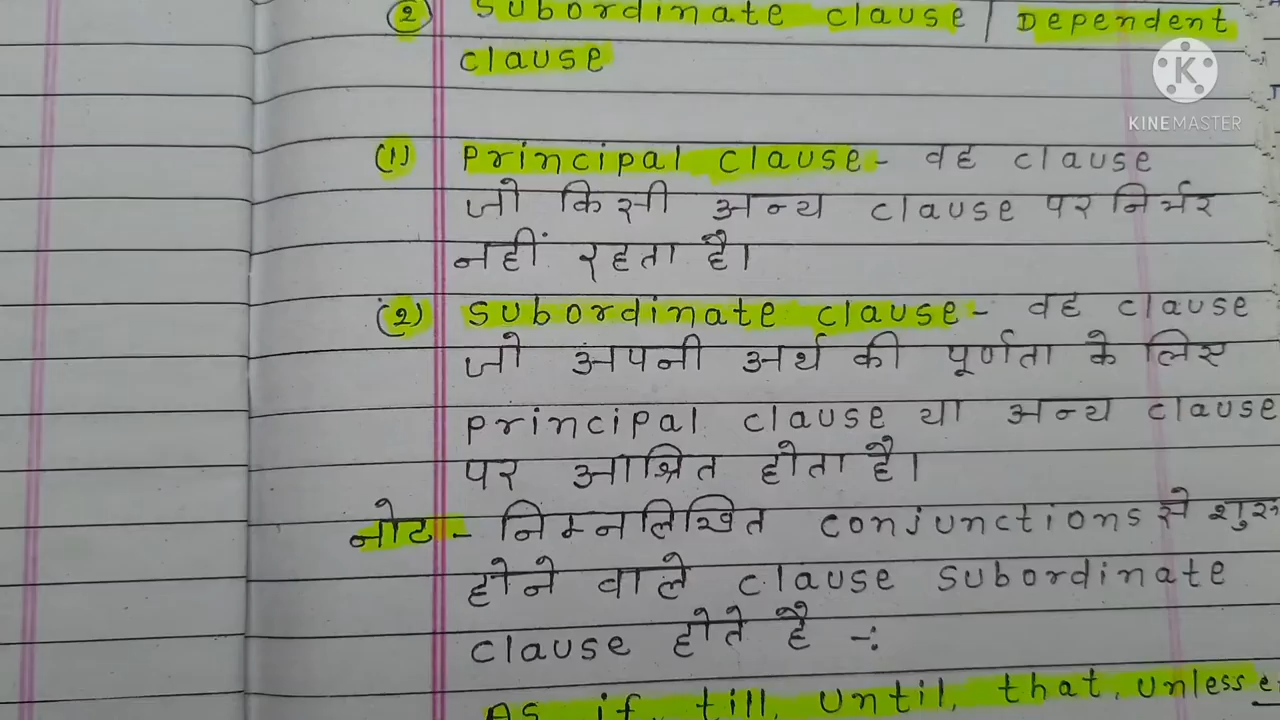 ② Subordinate clause | Dependent
clause
KINEMASTER
(1) Principal clause - वह clause
जो किसी अन्य clause पर निर्भर
नहीं रहता है।
(2) Subordinate clause - वह clause
जो अपनी अर्थ की पूर्णता के लिए
principal clause या अन्य clause
पर आश्रित होता है।
नोट - निम्नलिखित conjunctions से शुरू
होने वाले clause subordinate
clause होते है -:
As if, till, until, that, unless